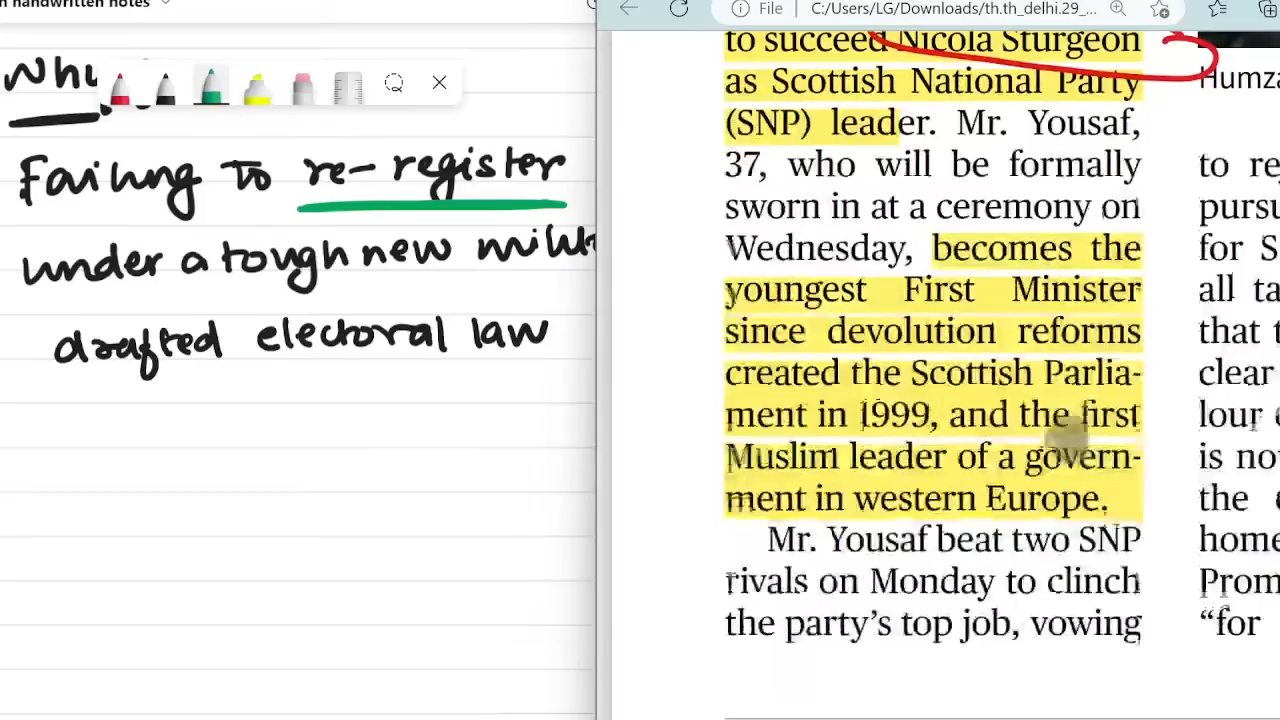 handwritten notes
File
C:/Users/LG/Downloads/th.th_delhi.29_...
Why
Failing to re-register
under a tough new
drafted electoral law
to succeed Nicola Sturgeon
as Scottish National Party
(SNP) leader. Mr. Yousaf,
37, who will be formally
sworn in at a ceremony on
Wednesday, becomes the
youngest First Minister
since devolution reforms
created the Scottish Parlia-
ment in 1999, and the first
Muslim leader of a govern-
ment in western Europe.
Mr. Yousaf beat two SNP
rivals on Monday to clinch
the party's top job, vowing
Humza
to re
pursu
for S
all ta
that t
clear
lour
is no
the
home
Prom
“for